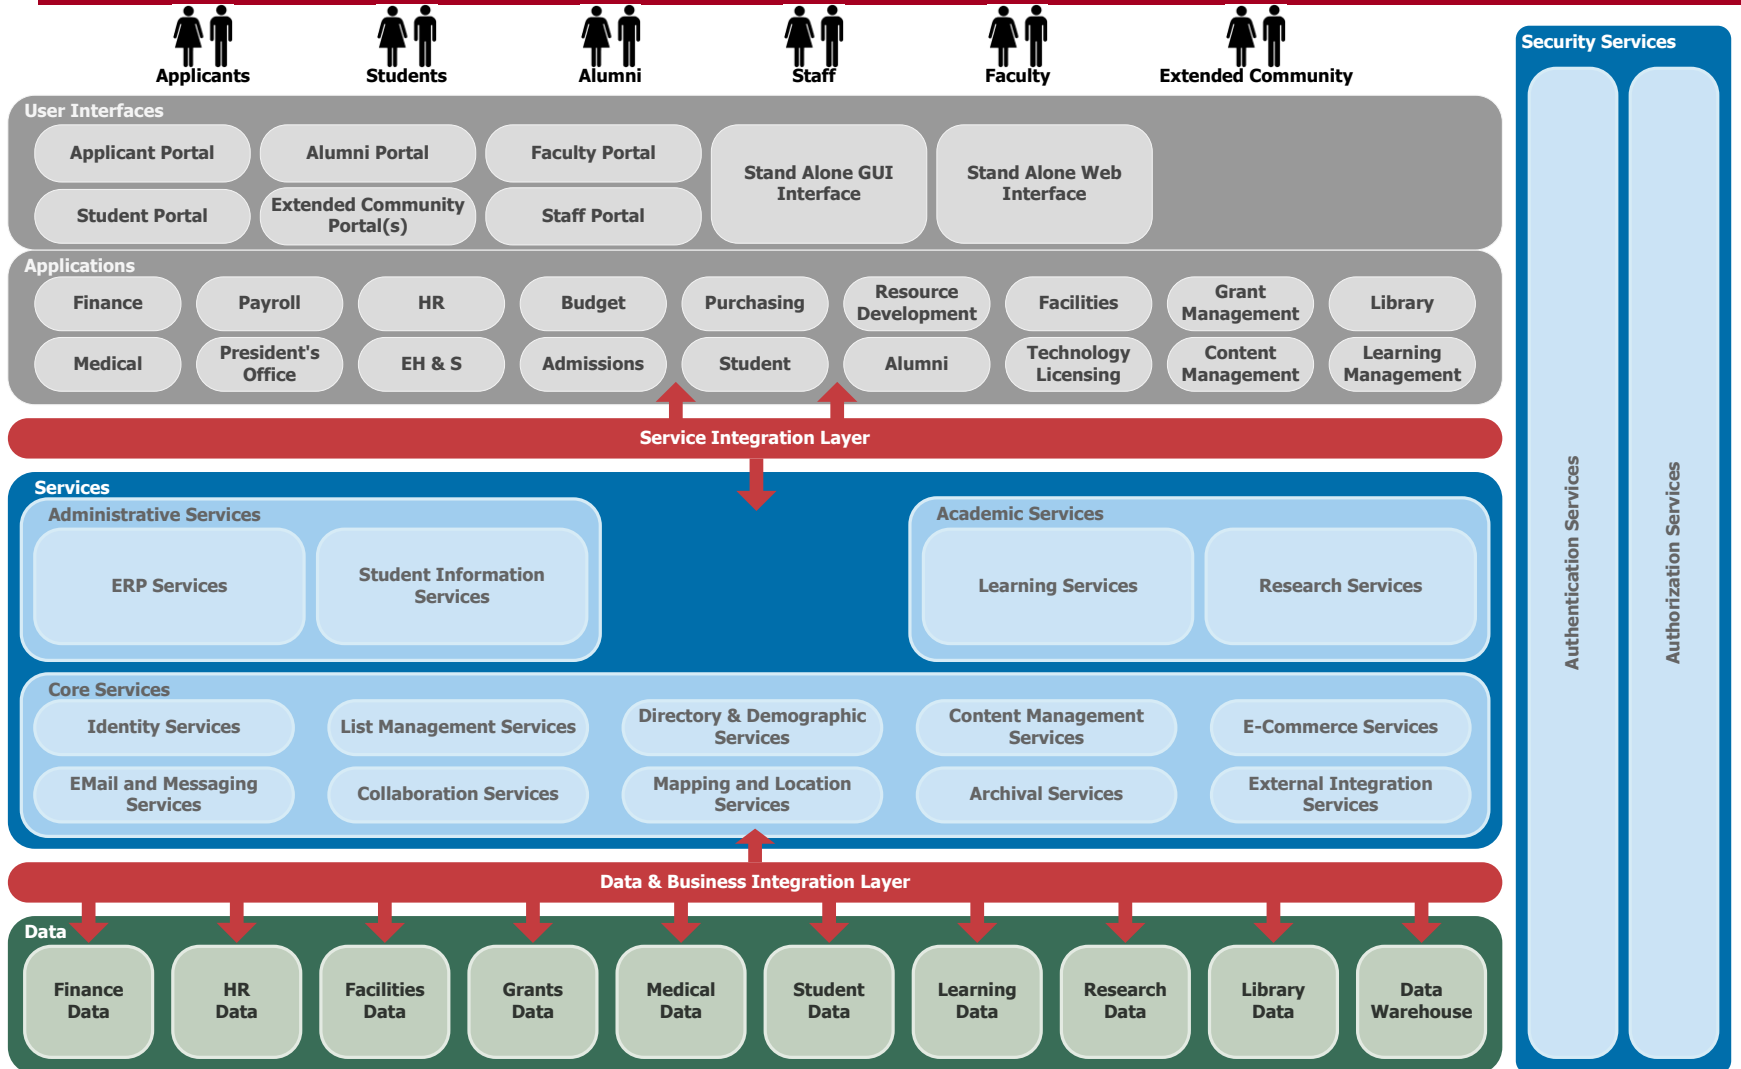 Applicants
Students
Alumni
Staff
Faculty
Extended Community
Security Services
User Interfaces
Applicant Portal
Alumni Portal
Faculty Portal
Stand Alone GUI
Interface
Stand Alone Web
Interface
Student Portal
Extended Community
Portal(s)
Staff Portal
Applications
Finance
Payroll
HR
Budget
Purchasing
Resource
Development
Facilities
Grant
Management
Library
Medical
President's
Office
EH & S
Admissions
Student
Alumni
Technology
Licensing
Content
Management
Learning
Management
Service Integration Layer
Services
Administrative Services
ERP Services
Student Information
Services
Academic Services
Learning Services
Research Services
Core Services
Identity Services
List Management Services
Directory & Demographic
Services
Content Management
Services
E-Commerce Services
EMail and Messaging
Services
Collaboration Services
Mapping and Location
Services
Archival Services
External Integration
Services
Data & Business Integration Layer
Data
Finance
Data
HR
Data
Facilities
Data
Grants
Data
Medical
Data
Student
Data
Learning
Data
Research
Data
Library
Data
Data
Warehouse
Authentication Services
Authorization Services